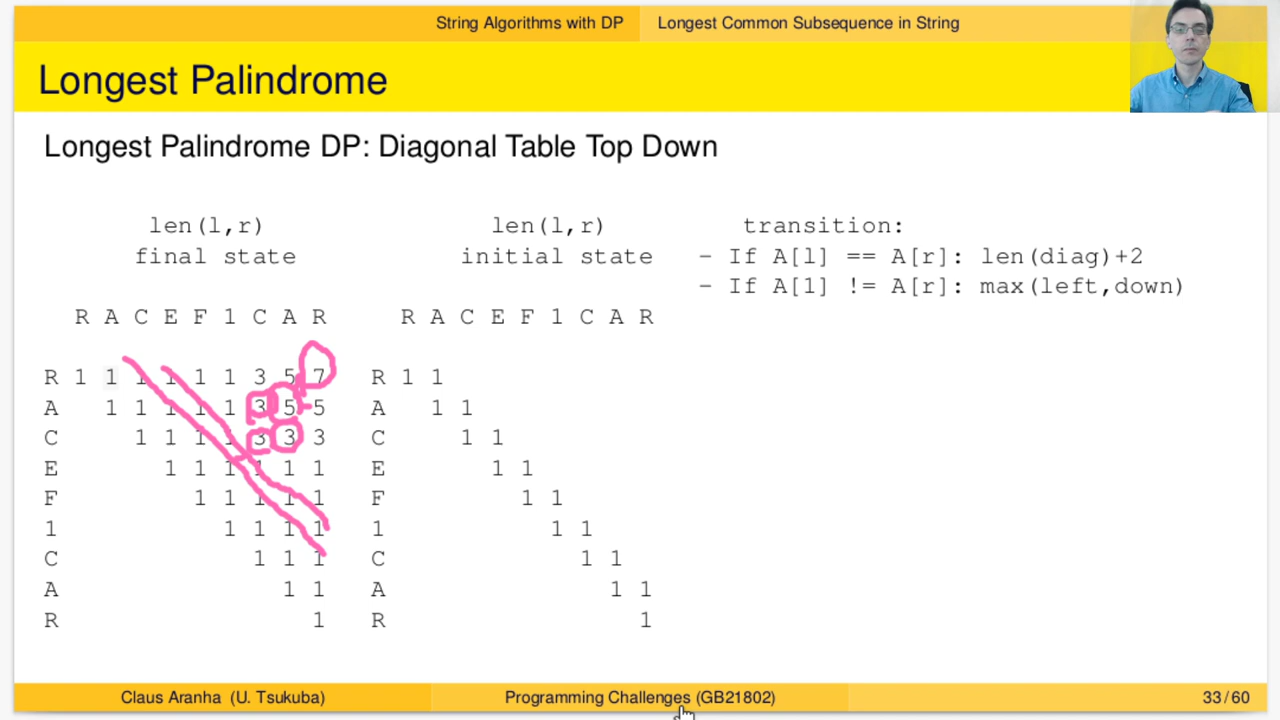 String Algorithms with DP Longest Common Subsequence in String
Longest Palindrome
Longest Palindrome DP: Diagonal Table Top Down
len(l,r) len(l,r) transition:
final state initial state - If A[l] == A[r]: len(diag)+2
- If A[1] != A[r]: max(left,down)
R A C E F 1 C A R R A C E F 1 C A R
R 1 1 1 1 1 1 3 5 7 R 1 1
A 1 1 1 1 1 3 5 5 A 1 1
C 1 1 1 1 3 3 3 C 1 1
E 1 1 1 1 1 1 E 1 1
F 1 1 1 1 1 F 1 1
1 1 1 1 1 1 1 1
C 1 1 1 C 1 1
A 1 1 A 1 1
R 1 R 1
Claus Aranha (U. Tsukuba) Programming Challenges (GB21802) 33/60